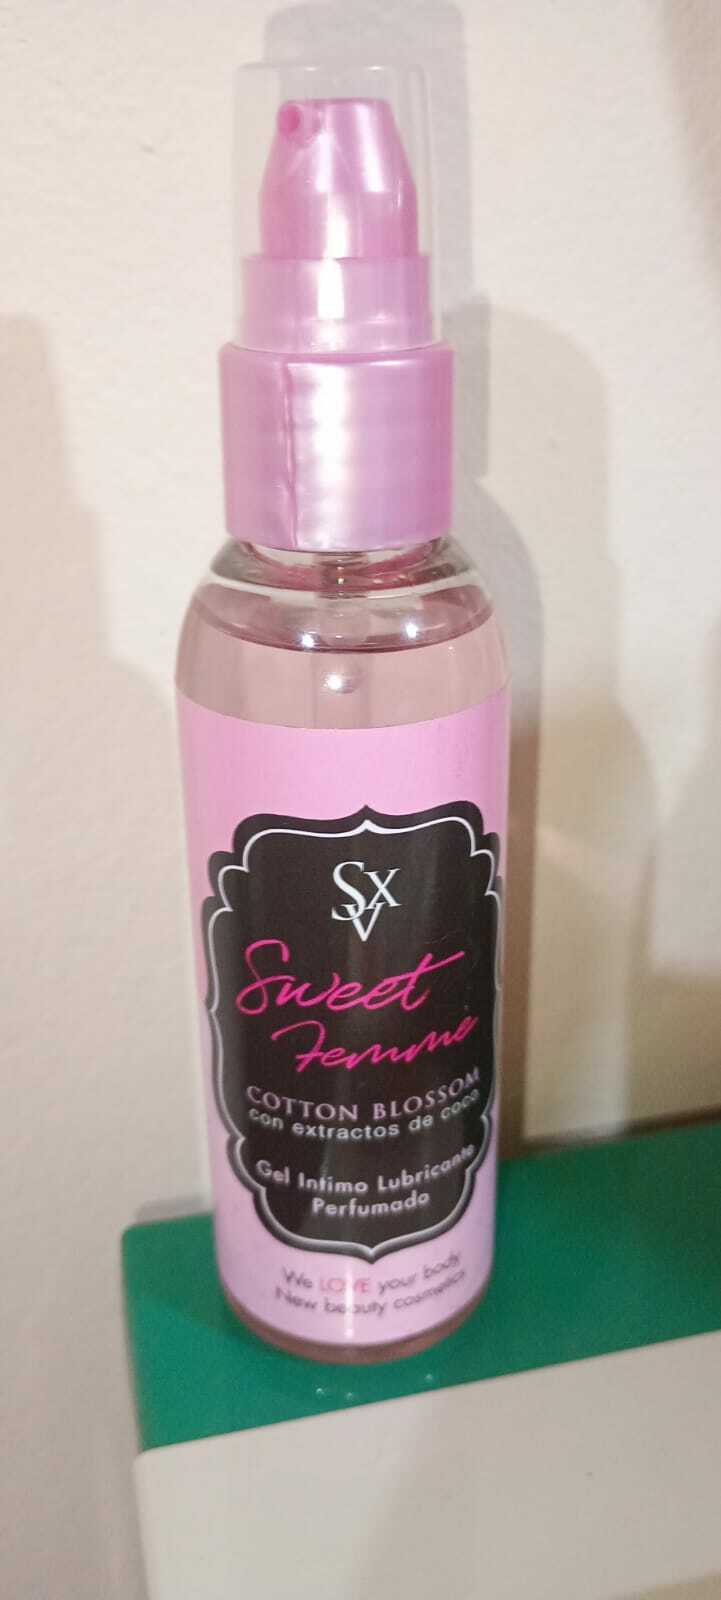 SXV
Sweet
Femme
COTTON BLOSSOM
con extractos de coco
Gel Intimo Lubricante
Perfumado
We LOVE your body
New beauty cosmetics